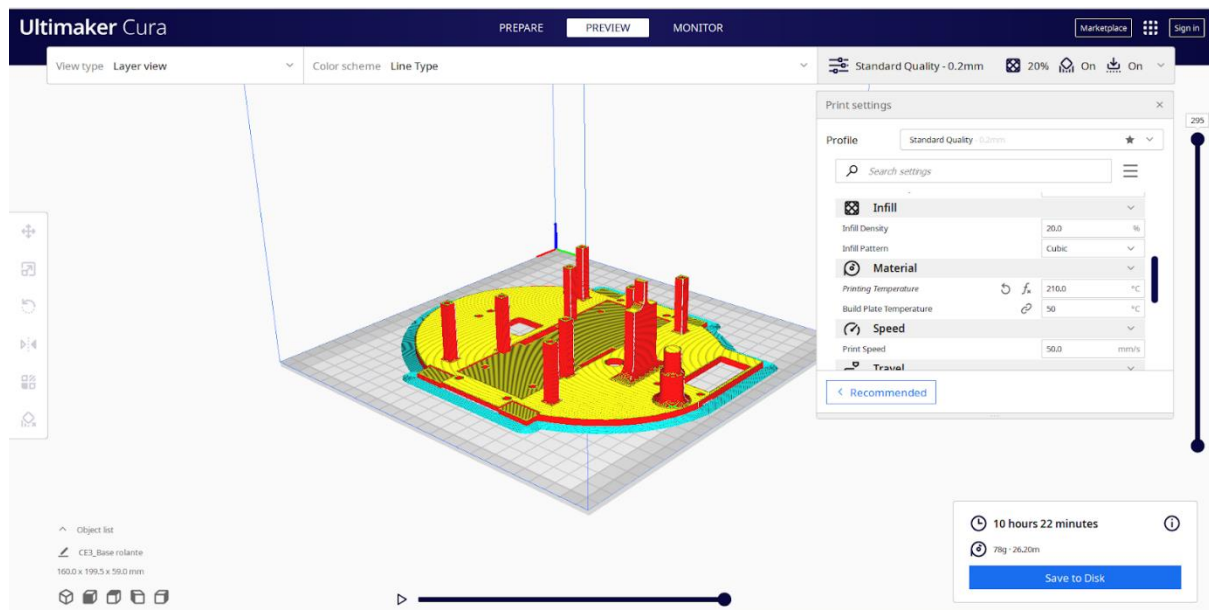 Ultimaker Cura
PREPARE PREVIEW MONITOR
Marketplace Sign in
View type Layer view
Color scheme Line Type
Standard Quality - 0.2mm 20% On On
Print settings
Profile Standard Quality - 0.2mm
Search settings
Infill
Infill Density 20.0 %
Infill Pattern Cubic
Material
Printing Temperature 210.0 °C
Build Plate Temperature 50 °C
Speed
Print Speed 50.0 mm/s
Travel
Recommended
295
Object list
CE3_Base rolante
160.0 x 199.5 x 59.0 mm
10 hours 22 minutes
78g · 26.20m
Save to Disk